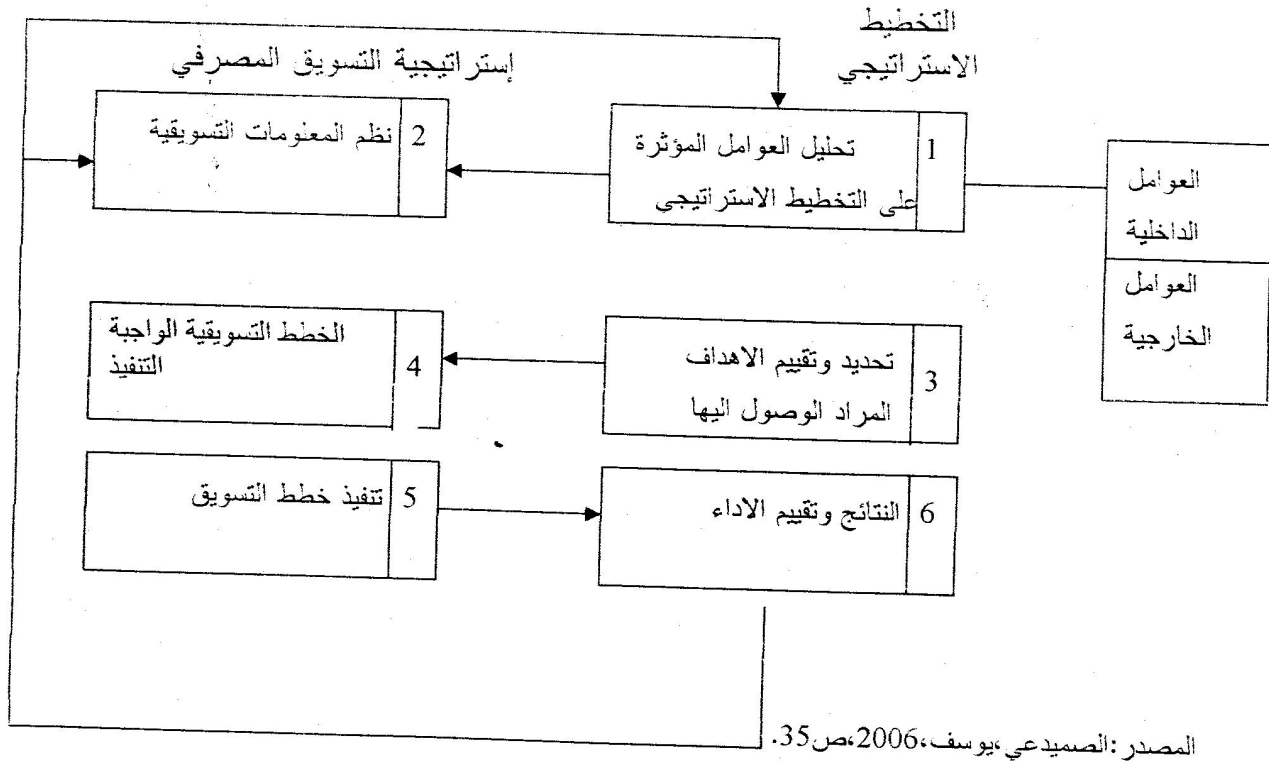 التخطيط
الاستراتيجي
إستراتيجية التسويق المصرفي
1
تحليل العوامل المؤثرة
على التخطيط الاستراتيجي
2
نظم المعلومات التسويقية
العوامل
الداخلية
العوامل
الخارجية
3
تحديد وتقييم الاهداف
المراد الوصول اليها
4
الخطط التسويقية الواجبة
التنفيذ
5
تنفيذ خطط التسويق
6
النتائج وتقييم الاداء
المصدر:الصميدعي،يوسف،2006،ص35.